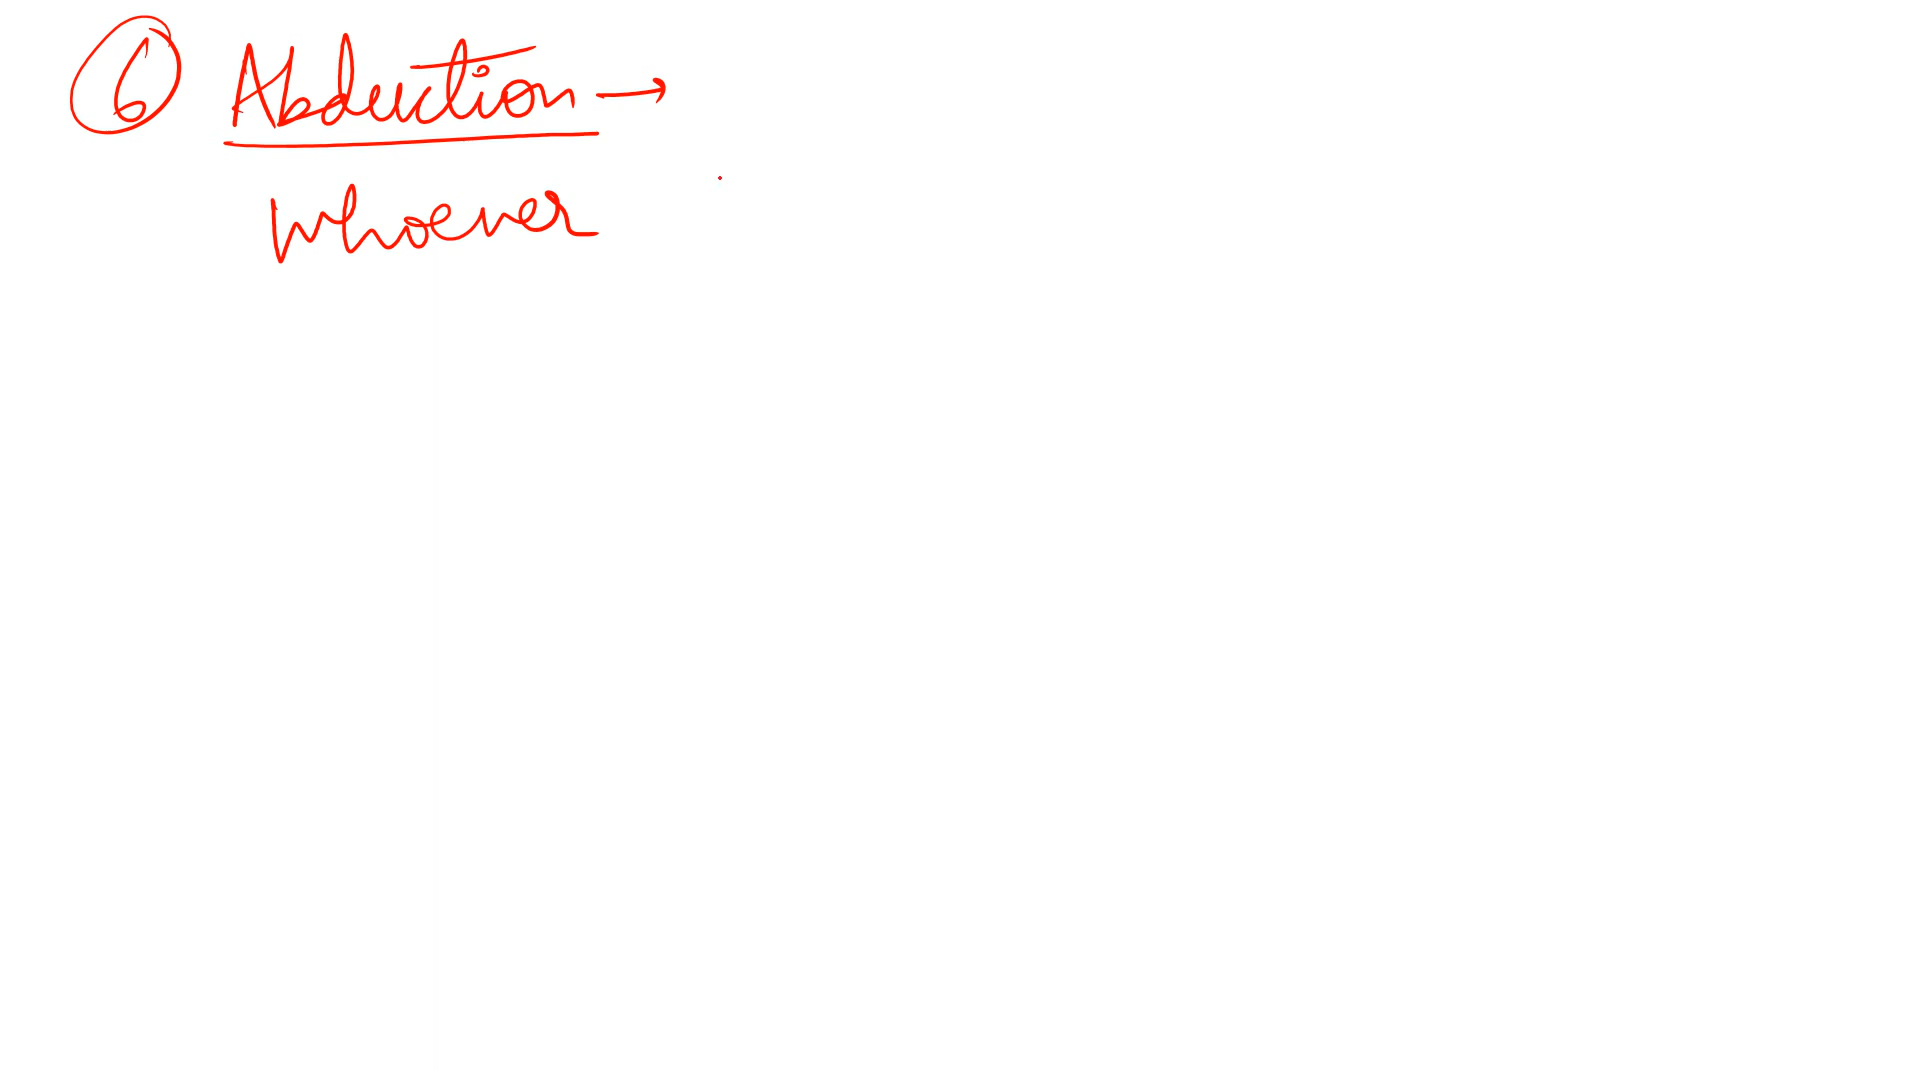 ⑥ Abduction →
Whoever